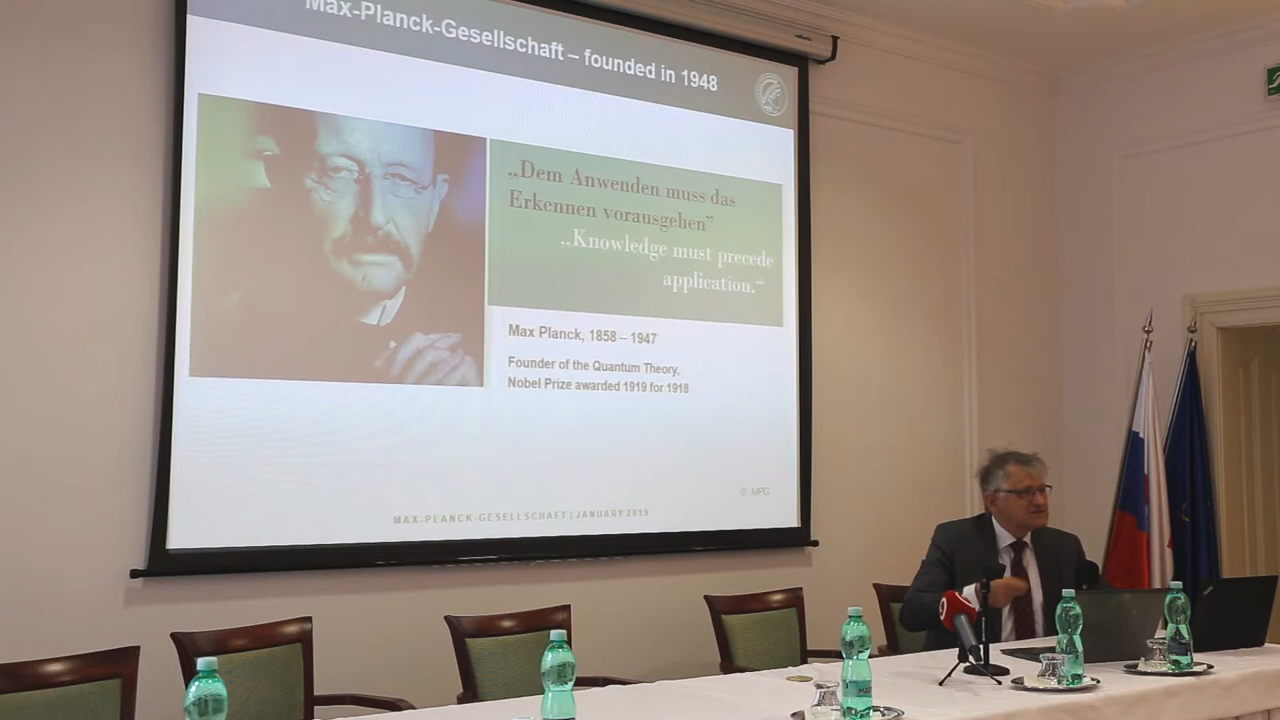 Max-Planck-Gesellschaft – founded in 1948
„Dem Anwenden muss das
Erkennen vorausgehen“
„Knowledge must precede
application.“
Max Planck, 1858 – 1947
Founder of the Quantum Theory,
Nobel Prize awarded 1919 for 1918
© MPG
MAX-PLANCK-GESELLSCHAFT | JANUARY 2019